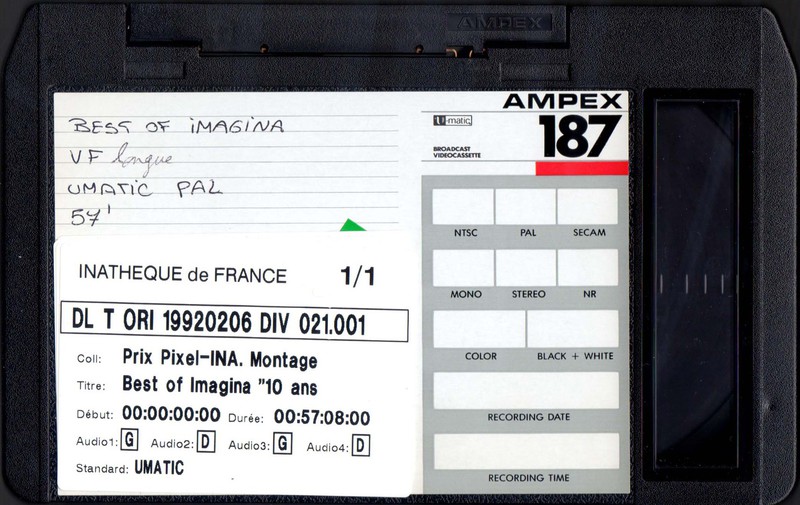 AMPEX
BEST OF IMAGINA
VF longue
UMATIC PAL
57'
AMPEX
U-matic
187
BROADCAST
VIDEOCASSETTE
NTSC PAL SECAM
MONO STEREO NR
COLOR BLACK + WHITE
RECORDING DATE
RECORDING TIME
INATHEQUE de FRANCE 1/1
DL T ORI 19920206 DIV 021.001
Coll: Prix Pixel-INA. Montage
Titre: Best of Imagina "10 ans
Début: 00:00:00:00 Durée: 00:57:08:00
Audio1: G Audio2: D Audio3: G Audio4: D
Standard: UMATIC